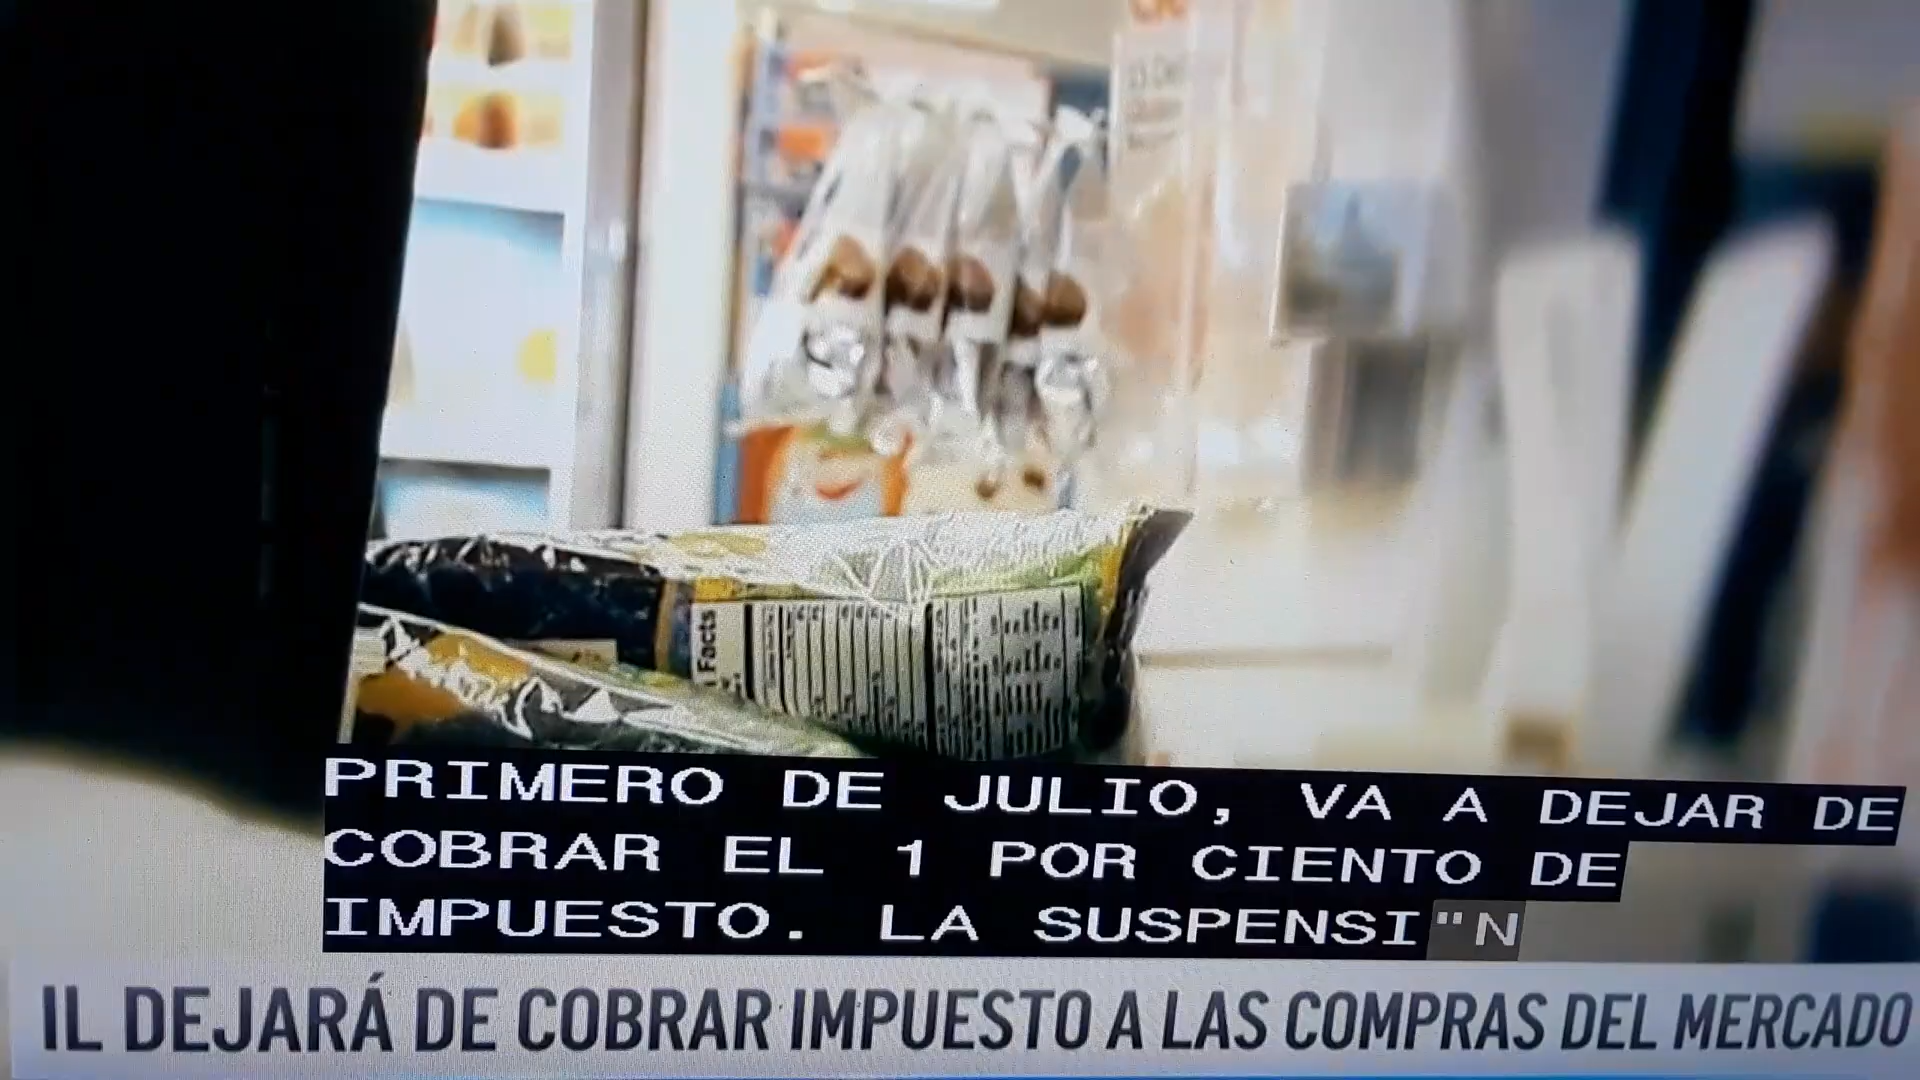 Facts
PRIMERO DE JULIO, VA A DEJAR DE
COBRAR EL 1 POR CIENTO DE
IMPUESTO. LA SUSPENSI"N
IL DEJARÁ DE COBRAR IMPUESTO A LAS COMPRAS DEL MERCADO